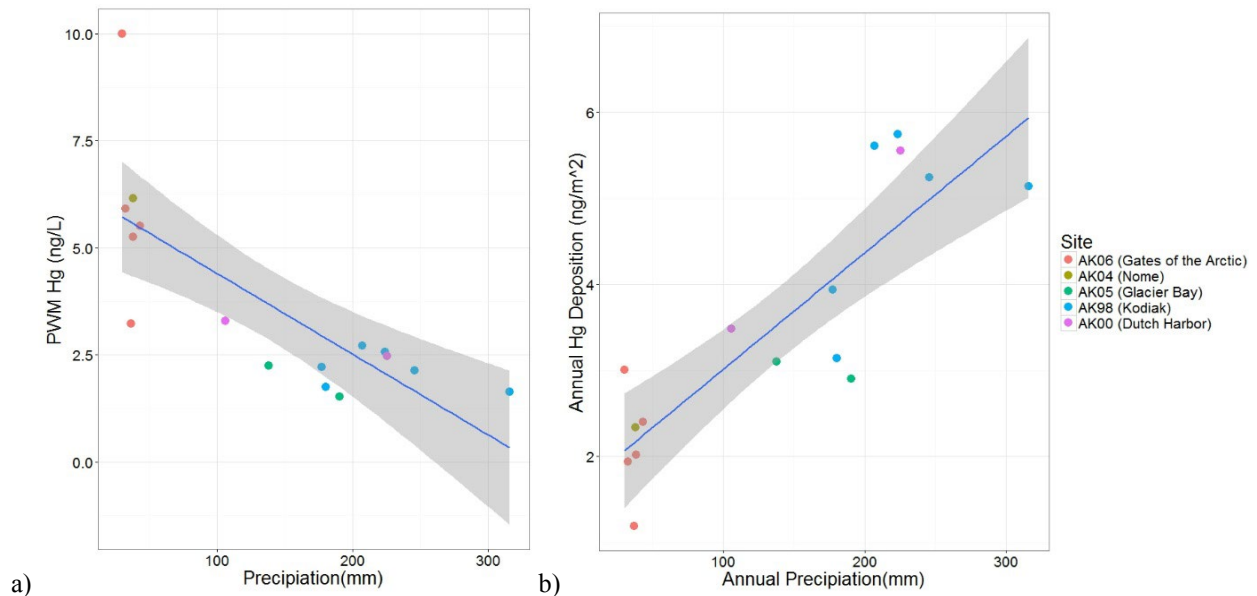 10.0
7.5
5.0
2.5
0.0
PWM Hg (ng/L)
100
200
300
Precipiation(mm)
a)
6
4
2
Annual Hg Deposition (ng/m^2)
100
200
300
Annual Precipiation(mm)
b)
Site
AK06 (Gates of the Arctic)
AK04 (Nome)
AK05 (Glacier Bay)
AK98 (Kodiak)
AK00 (Dutch Harbor)